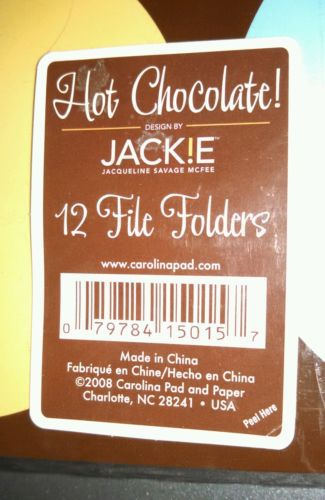 Hot Chocolate!
DESIGN BY
JACK!E™
JACQUELINE SAVAGE MCFEE
12 File Folders
www.carolinapad.com
0 79784 15015 7
Made in China
Fabriqué en Chine/Hecho en China
©2008 Carolina Pad and Paper
Charlotte, NC 28241 • USA
Peel Here